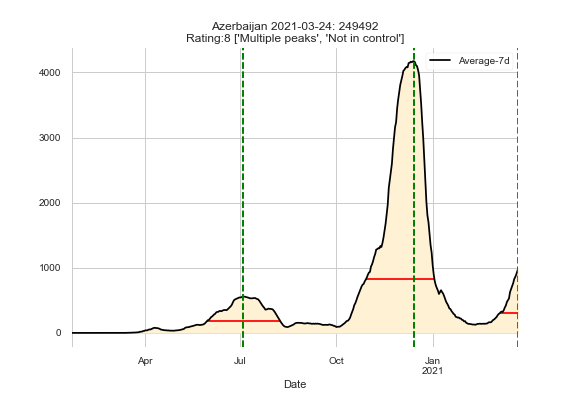 Azerbaijan 2021-03-24: 249492
Rating:8 ['Multiple peaks', 'Not in control']
Average-7d
4000
3000
2000
1000
0
Apr Jul Oct Jan
2021
Date